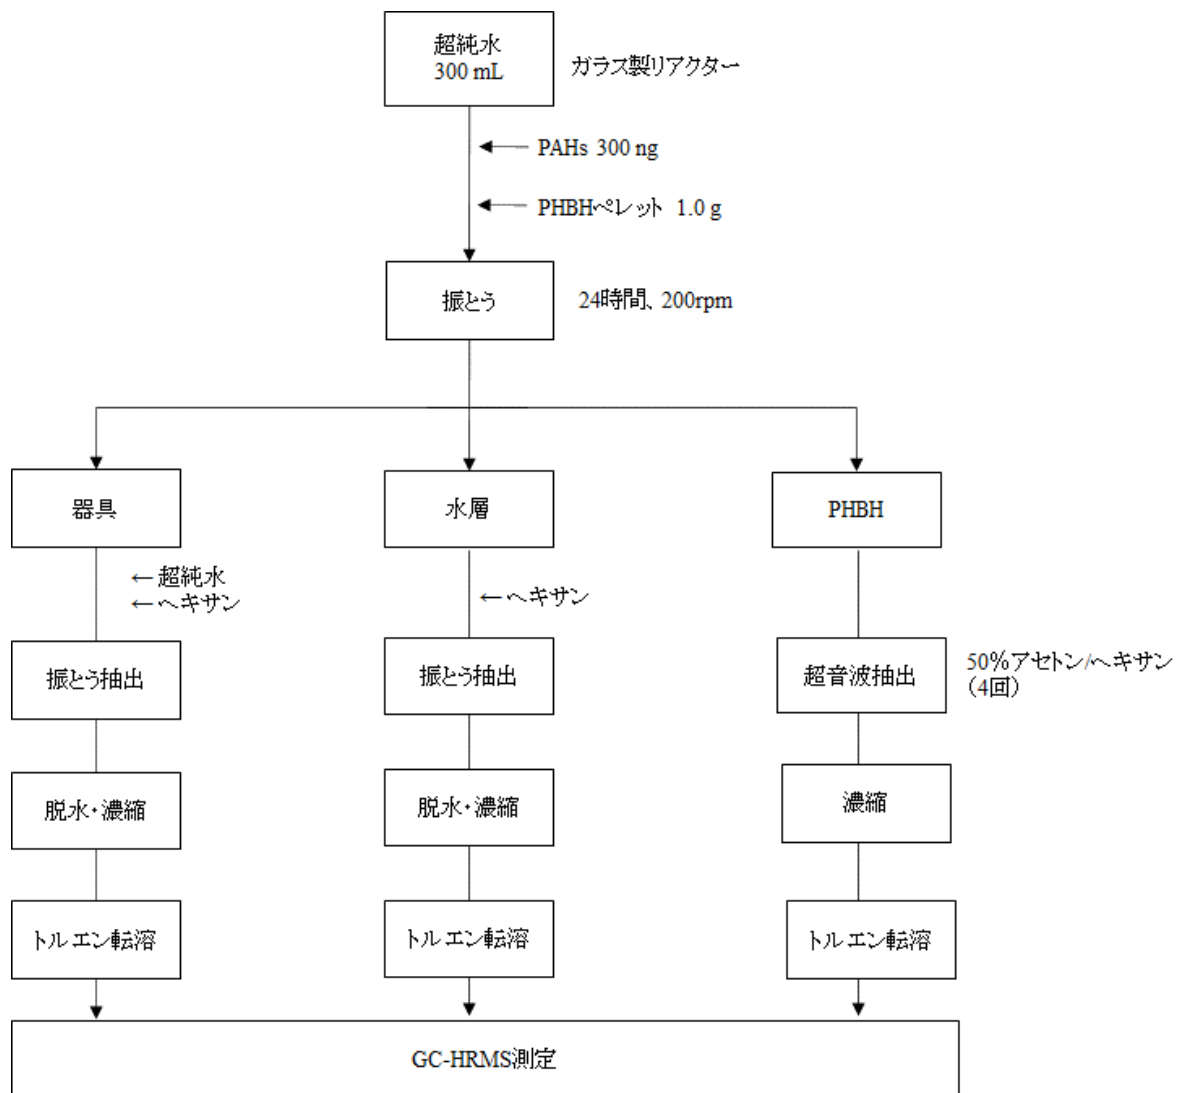 超純水
300 mL
ガラス製リアクター
← PAHs 300 ng
← PHBHペレット 1.0 g
振とう
24時間、200rpm
器具
水層
PHBH
← 超純水
← ヘキサン
← ヘキサン
振とう抽出
振とう抽出
超音波抽出
50%アセトン/ヘキサン
（4回）
脱水・濃縮
脱水・濃縮
濃縮
トルエン転溶
トルエン転溶
トルエン転溶
GC-HRMS測定